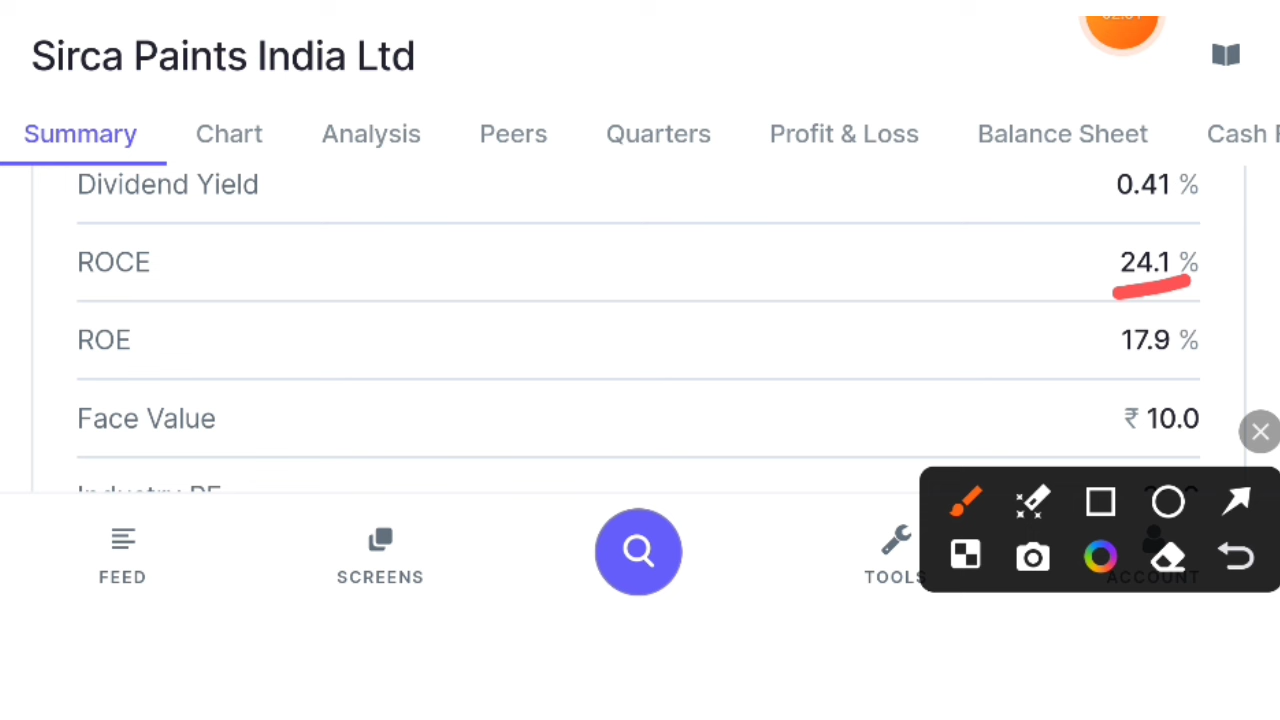 Sirca Paints India Ltd
Summary Chart Analysis Peers Quarters Profit & Loss Balance Sheet Cash
Dividend Yield 0.41 %
ROCE 24.1 %
ROE 17.9 %
Face Value ₹ 10.0
FEED SCREENS TOOLS ACCOUNT